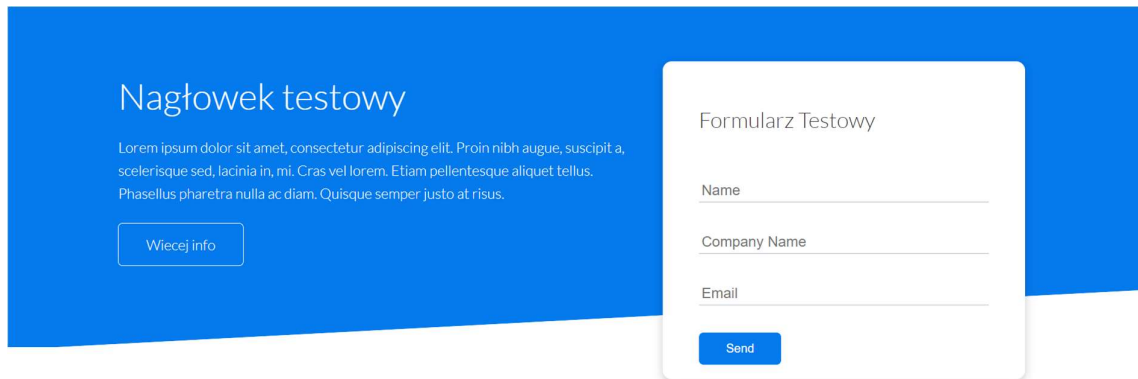 Nagłowek testowy
Lorem ipsum dolor sit amet, consectetur adipiscing elit. Proin nibh augue, suscipit a,
scelerisque sed, lacinia in, mi. Cras vel lorem. Etiam pellentesque aliquet tellus.
Phasellus pharetra nulla ac diam. Quisque semper justo at risus.
Wiecej info
Formularz Testowy
Name
Company Name
Email
Send